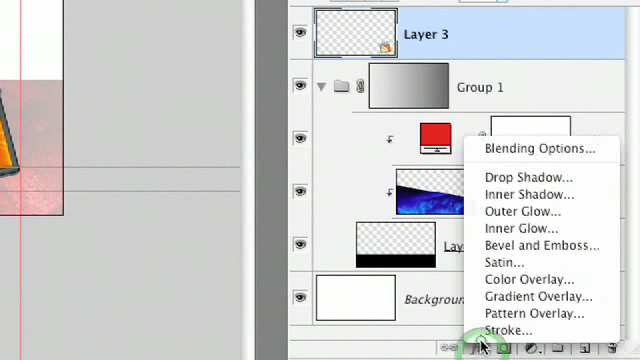 Layer 3
Group 1
Blending Options...
Drop Shadow...
Inner Shadow...
Outer Glow...
Inner Glow...
Bevel and Emboss...
Satin...
Color Overlay...
Gradient Overlay...
Pattern Overlay...
Stroke...
Lay
Background